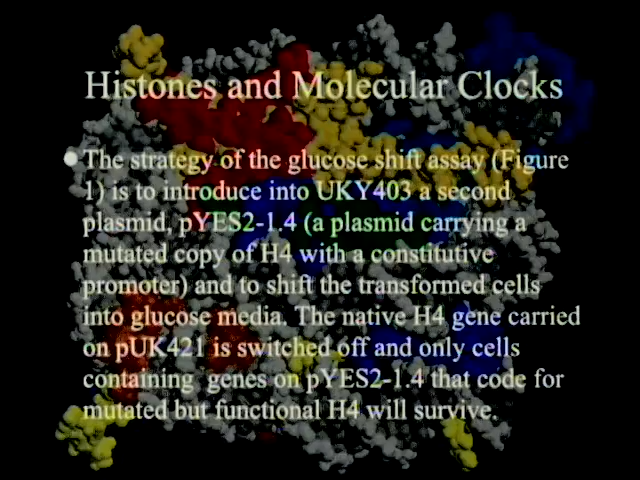 Histones and Molecular Clocks
The strategy of the glucose shift assay (Figure
1) is to introduce into UKY403 a second
plasmid, pYES2-1.4 (a plasmid carrying a
mutated copy of H4 with a constitutive
promoter) and to shift the transformed cells
into glucose media. The native H4 gene carried
on pUK421 is switched off and only cells
containing genes on pYES2-1.4 that code for
mutated but functional H4 will survive.